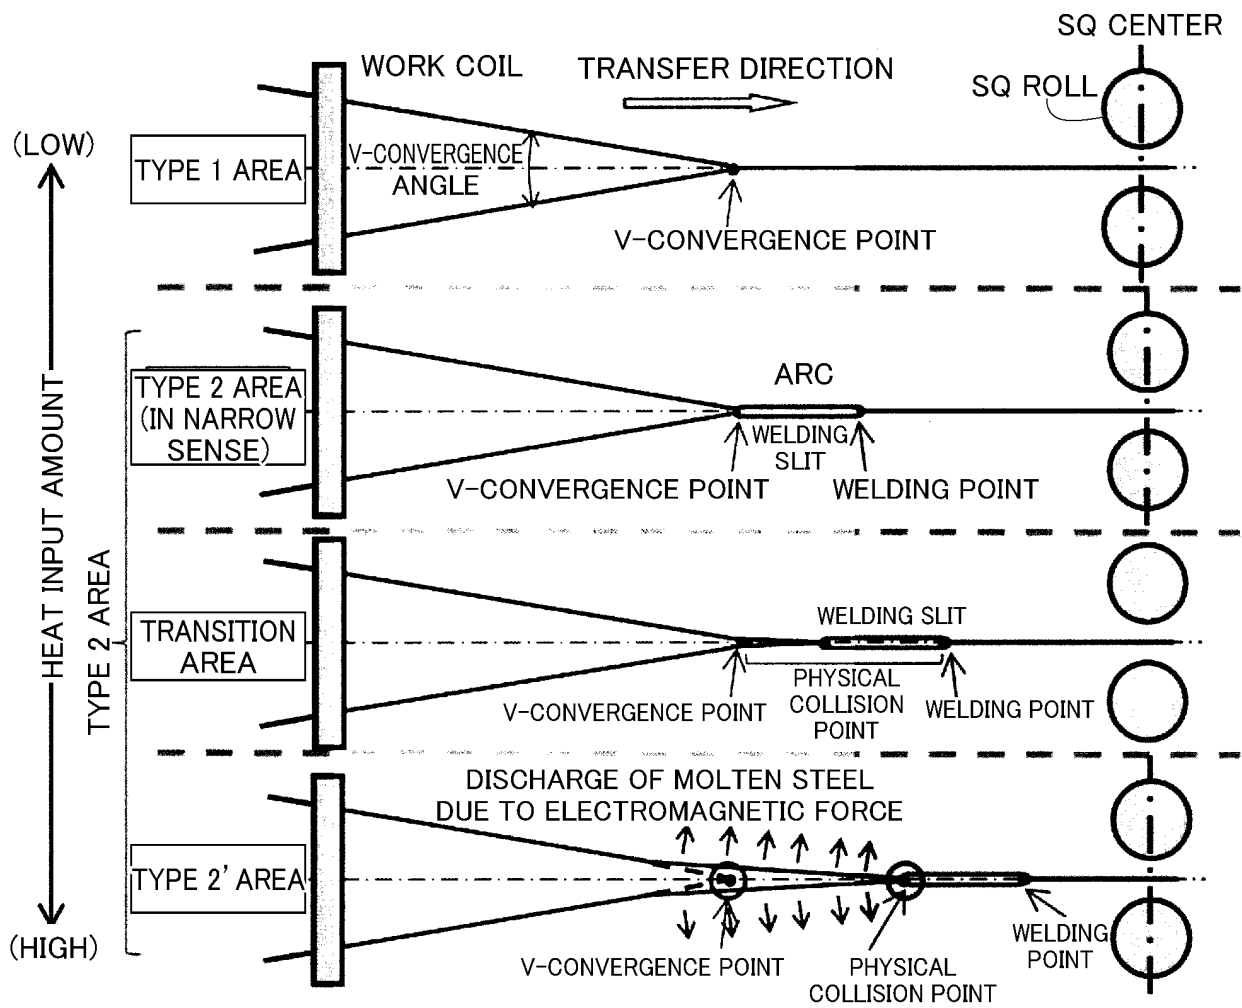 SQ CENTER
WORK COIL
TRANSFER DIRECTION
SQ ROLL
(LOW)
TYPE 1 AREA
V-CONVERGENCE
ANGLE
V-CONVERGENCE POINT
HEAT INPUT AMOUNT
TYPE 2 AREA
TYPE 2 AREA
(IN NARROW
SENSE)
ARC
WELDING
SLIT
V-CONVERGENCE POINT
WELDING POINT
TRANSITION
AREA
WELDING SLIT
PHYSICAL
COLLISION
POINT
V-CONVERGENCE POINT
WELDING POINT
DISCHARGE OF MOLTEN STEEL
DUE TO ELECTROMAGNETIC FORCE
TYPE 2' AREA
(HIGH)
V-CONVERGENCE POINT
PHYSICAL
COLLISION POINT
WELDING
POINT